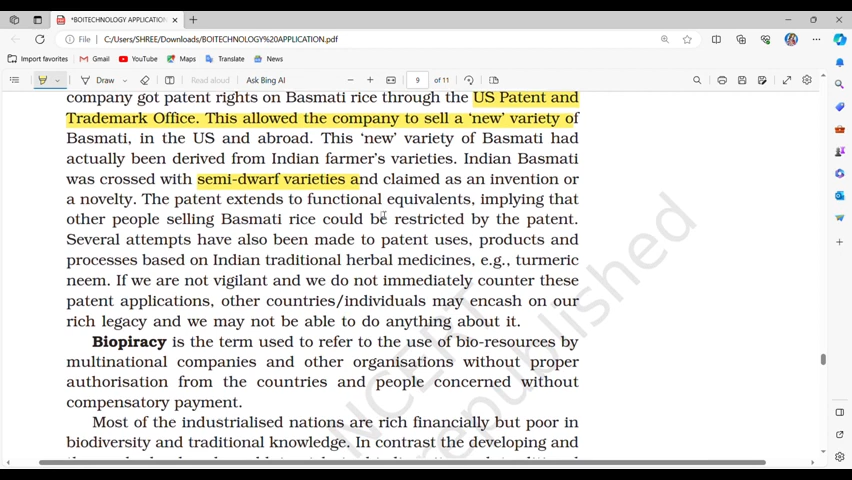 *BOITECHNOLOGY APPLICATION
File
C:/Users/SHREE/Downloads/BOITECHNOLOGY%20APPLICATION.pdf
Import favorites
Gmail
YouTube
Maps
Translate
News
Draw
Read aloud
Ask Bing AI
9 of 11
company got patent rights on Basmati rice through the US Patent and
Trademark Office. This allowed the company to sell a ‘new’ variety of
Basmati, in the US and abroad. This ‘new’ variety of Basmati had
actually been derived from Indian farmer’s varieties. Indian Basmati
was crossed with semi-dwarf varieties and claimed as an invention or
a novelty. The patent extends to functional equivalents, implying that
other people selling Basmati rice could be restricted by the patent.
Several attempts have also been made to patent uses, products and
processes based on Indian traditional herbal medicines, e.g., turmeric
neem. If we are not vigilant and we do not immediately counter these
patent applications, other countries/individuals may encash on our
rich legacy and we may not be able to do anything about it.
Biopiracy is the term used to refer to the use of bio-resources by
multinational companies and other organisations without proper
authorisation from the countries and people concerned without
compensatory payment.
Most of the industrialised nations are rich financially but poor in
biodiversity and traditional knowledge. In contrast the developing and
NCERT
republished